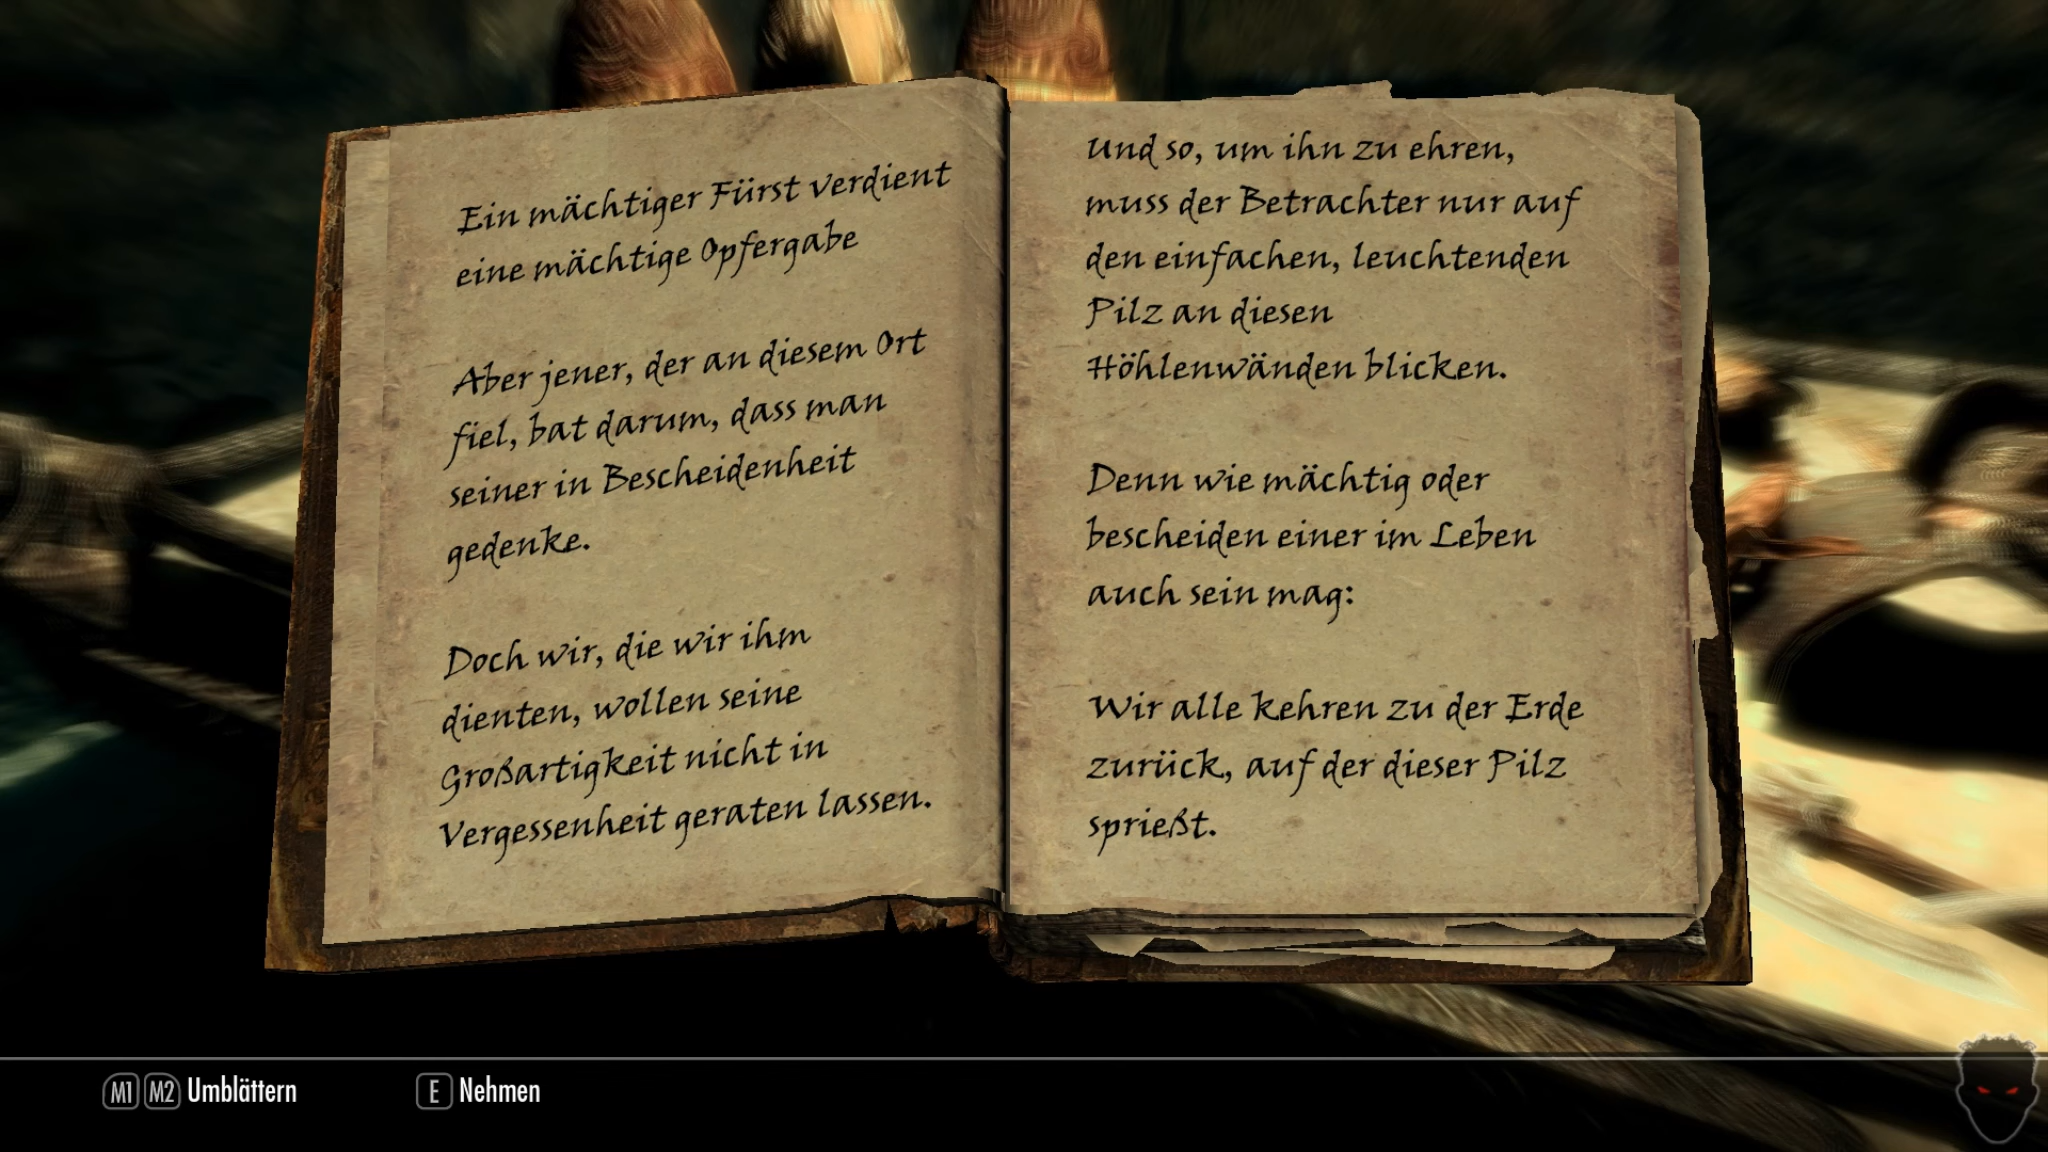 Ein mächtiger Fürst verdient
eine mächtige Opfergabe
Aber jener, der an diesem Ort
fiel, bat darum, dass man
seiner in Bescheidenheit
gedenke.
Doch wir, die wir ihm
dienten, wollen seine
Großartigkeit nicht in
Vergessenheit geraten lassen.
Und so, um ihn zu ehren,
muss der Betrachter nur auf
den einfachen, leuchtenden
Pilz an diesen
Höhlenwänden blicken.
Denn wie mächtig oder
bescheiden einer im Leben
auch sein mag:
Wir alle kehren zu der Erde
zurück, auf der dieser Pilz
sprießt.
M1 M2 Umblättern E Nehmen